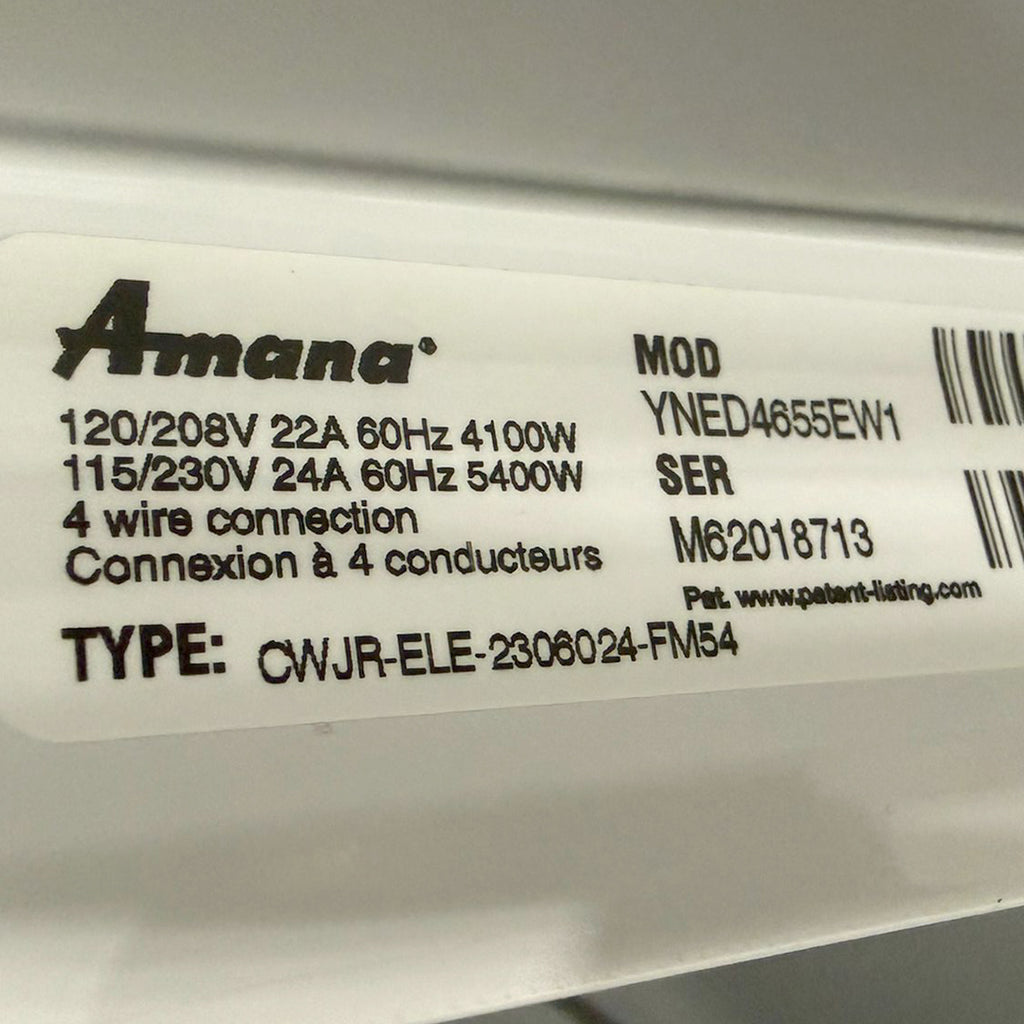 Amana
120/208V 22A 60Hz 4100W
115/230V 24A 60Hz 5400W
4 wire connection
Connexion à 4 conducteurs
TYPE: CWJR-ELE-2306024-FM54
MOD
YNED4655EW1
SER
M62018713
Pat. www.patent-listing.com